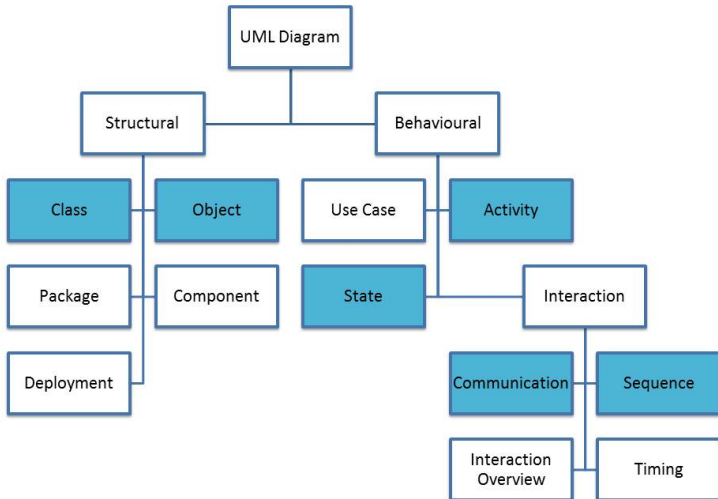 UML Diagram
Structural
Behavioural
Class
Object
Use Case
Activity
Package
Component
State
Interaction
Deployment
Communication
Sequence
Interaction
Overview
Timing